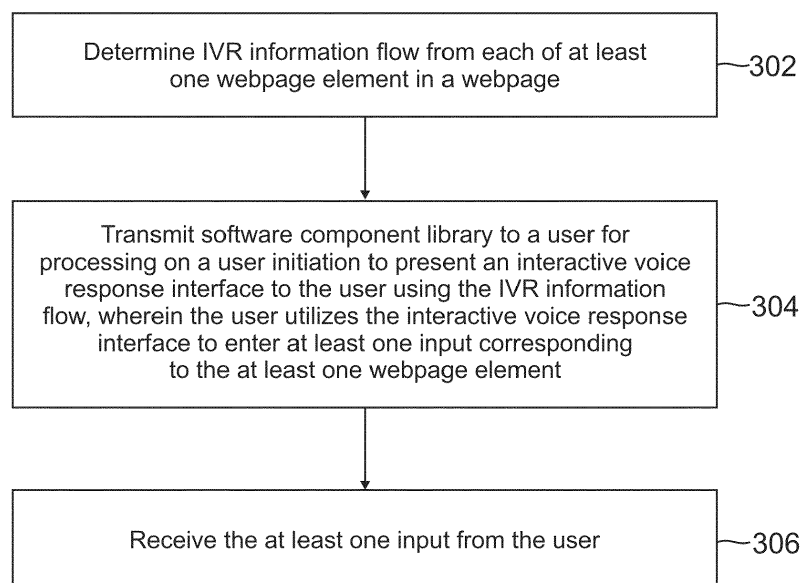 Determine IVR information flow from each of at least
one webpage element in a webpage
302
Transmit software component library to a user for
processing on a user initiation to present an interactive voice
response interface to the user using the IVR information
flow, wherein the user utilizes the interactive voice response
interface to enter at least one input corresponding
to the at least one webpage element
304
Receive the at least one input from the user
306